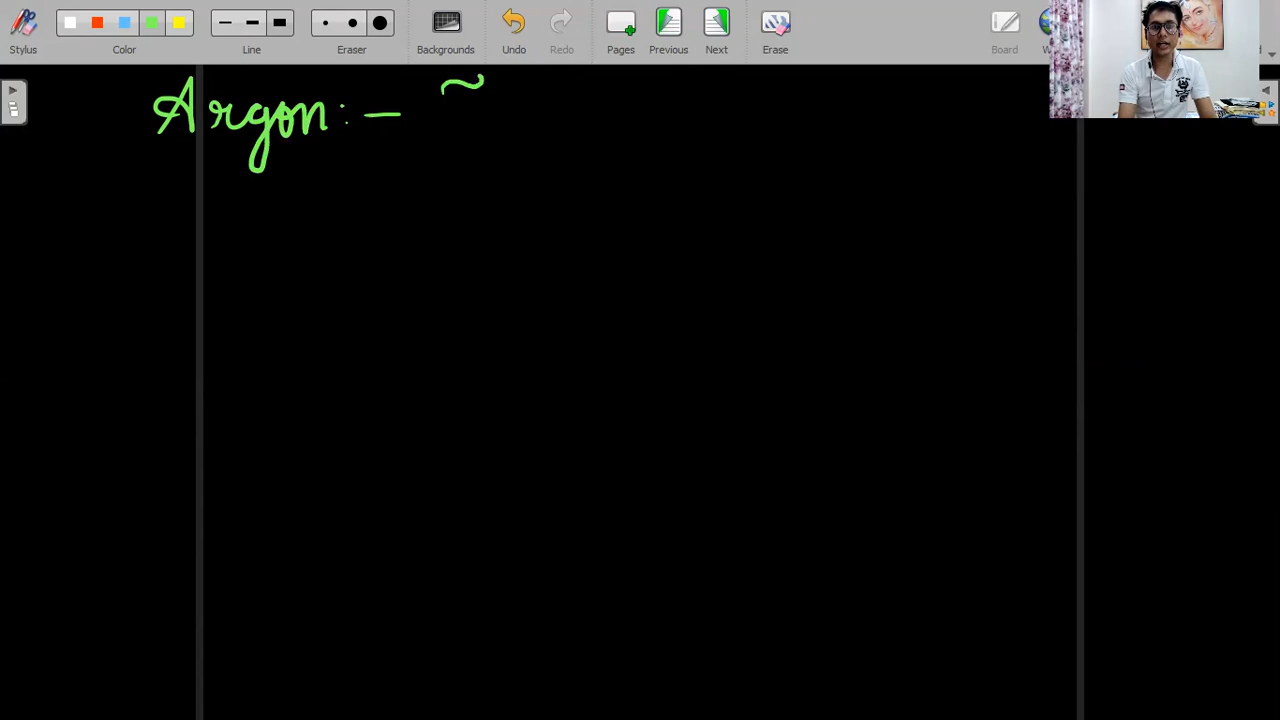 Stylus
Color
Line
Eraser
Backgrounds
Undo
Redo
Pages
Previous
Next
Erase
Board
Argon:- ~